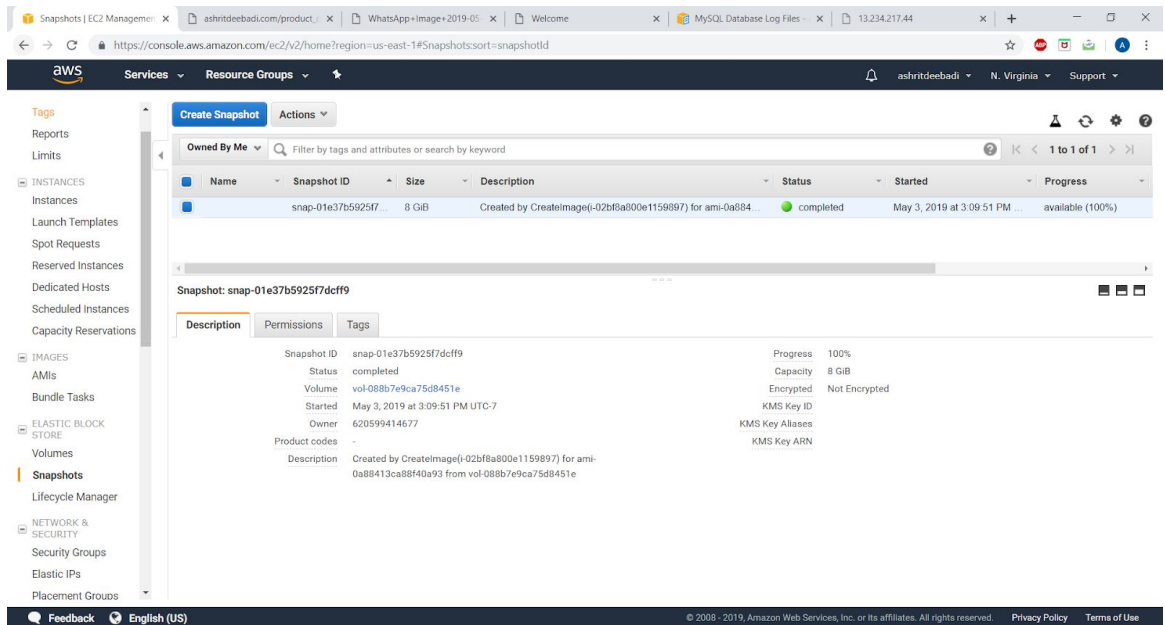 Snapshots | EC2 Managemen
ashritdeebadi.com/product_c
WhatsApp+Image+2019-05-
Welcome
MySQL Database Log Files -
13.234.217.44
https://console.aws.amazon.com/ec2/v2/home?region=us-east-1#Snapshots:sort=snapshotId
ABP
A
aws
Services
Resource Groups
ashritdeebadi
N. Virginia
Support
Tags
Reports
Limits
INSTANCES
Instances
Launch Templates
Spot Requests
Reserved Instances
Dedicated Hosts
Scheduled Instances
Capacity Reservations
IMAGES
AMIs
Bundle Tasks
ELASTIC BLOCK
STORE
Volumes
Snapshots
Lifecycle Manager
NETWORK &
SECURITY
Security Groups
Elastic IPs
Placement Groups
Create Snapshot
Actions
Owned By Me
Filter by tags and attributes or search by keyword
1 to 1 of 1
Name Snapshot ID Size Description Status Started Progress
snap-01e37b5925f7... 8 GiB Created by CreateImage(i-02bf8a800e1159897) for ami-0a884... completed May 3, 2019 at 3:09:51 PM ... available (100%)
Snapshot: snap-01e37b5925f7dcff9
Description
Permissions
Tags
Snapshot ID snap-01e37b5925f7dcff9
Status completed
Volume vol-088b7e9ca75d8451e
Started May 3, 2019 at 3:09:51 PM UTC-7
Owner 620599414677
Product codes -
Description Created by CreateImage(i-02bf8a800e1159897) for ami-
0a88413ca88f40a93 from vol-088b7e9ca75d8451e
Progress 100%
Capacity 8 GiB
Encrypted Not Encrypted
KMS Key ID
KMS Key Aliases
KMS Key ARN
Feedback
English (US)
© 2008 - 2019, Amazon Web Services, Inc. or its affiliates. All rights reserved.
Privacy Policy
Terms of Use